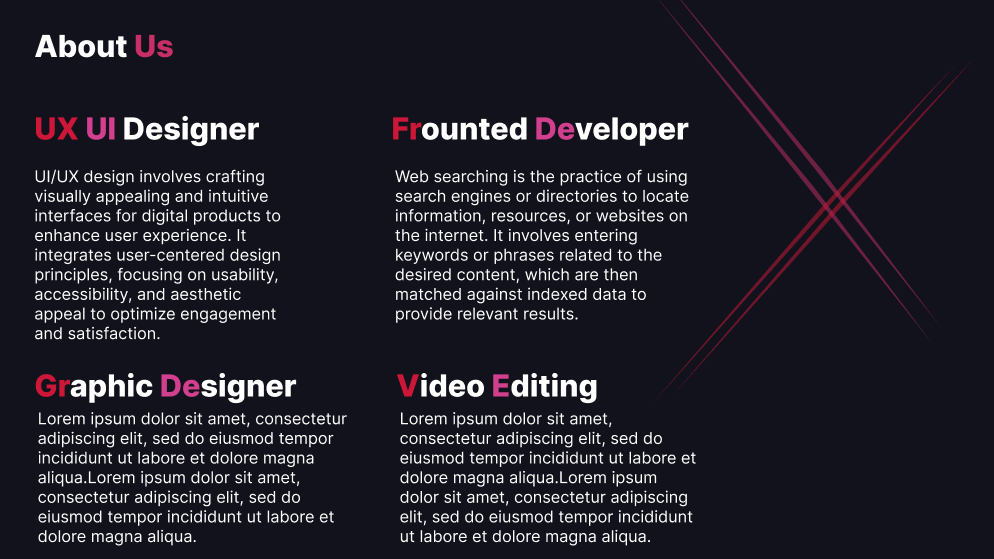 About Us
UX UI Designer
UI/UX design involves crafting
visually appealing and intuitive
interfaces for digital products to
enhance user experience. It
integrates user-centered design
principles, focusing on usability,
accessibility, and aesthetic
appeal to optimize engagement
and satisfaction.
Frounted Developer
Web searching is the practice of using
search engines or directories to locate
information, resources, or websites on
the internet. It involves entering
keywords or phrases related to the
desired content, which are then
matched against indexed data to
provide relevant results.
Graphic Designer
Lorem ipsum dolor sit amet, consectetur
adipiscing elit, sed do eiusmod tempor
incididunt ut labore et dolore magna
aliqua.Lorem ipsum dolor sit amet,
consectetur adipiscing elit, sed do
eiusmod tempor incididunt ut labore et
dolore magna aliqua.
Video Editing
Lorem ipsum dolor sit amet,
consectetur adipiscing elit, sed do
eiusmod tempor incididunt ut labore et
dolore magna aliqua.Lorem ipsum
dolor sit amet, consectetur adipiscing
elit, sed do eiusmod tempor incididunt
ut labore et dolore magna aliqua.